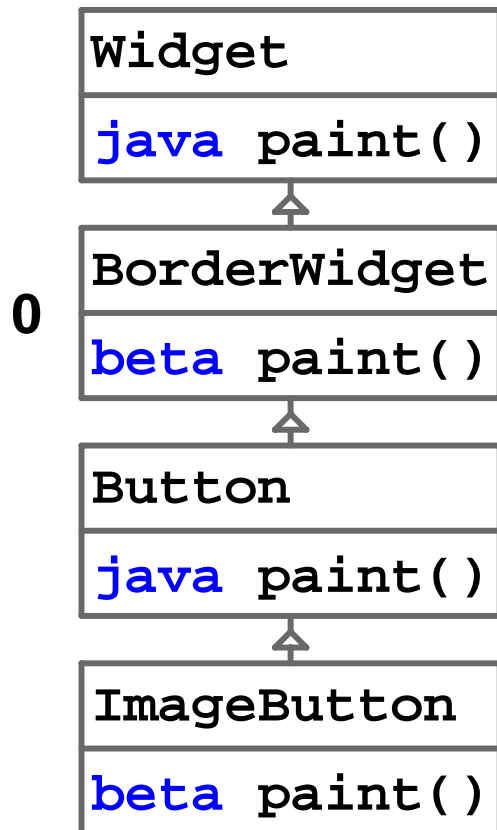 Widget
java paint()
BorderWidget
0
beta paint()
Button
java paint()
ImageButton
beta paint()